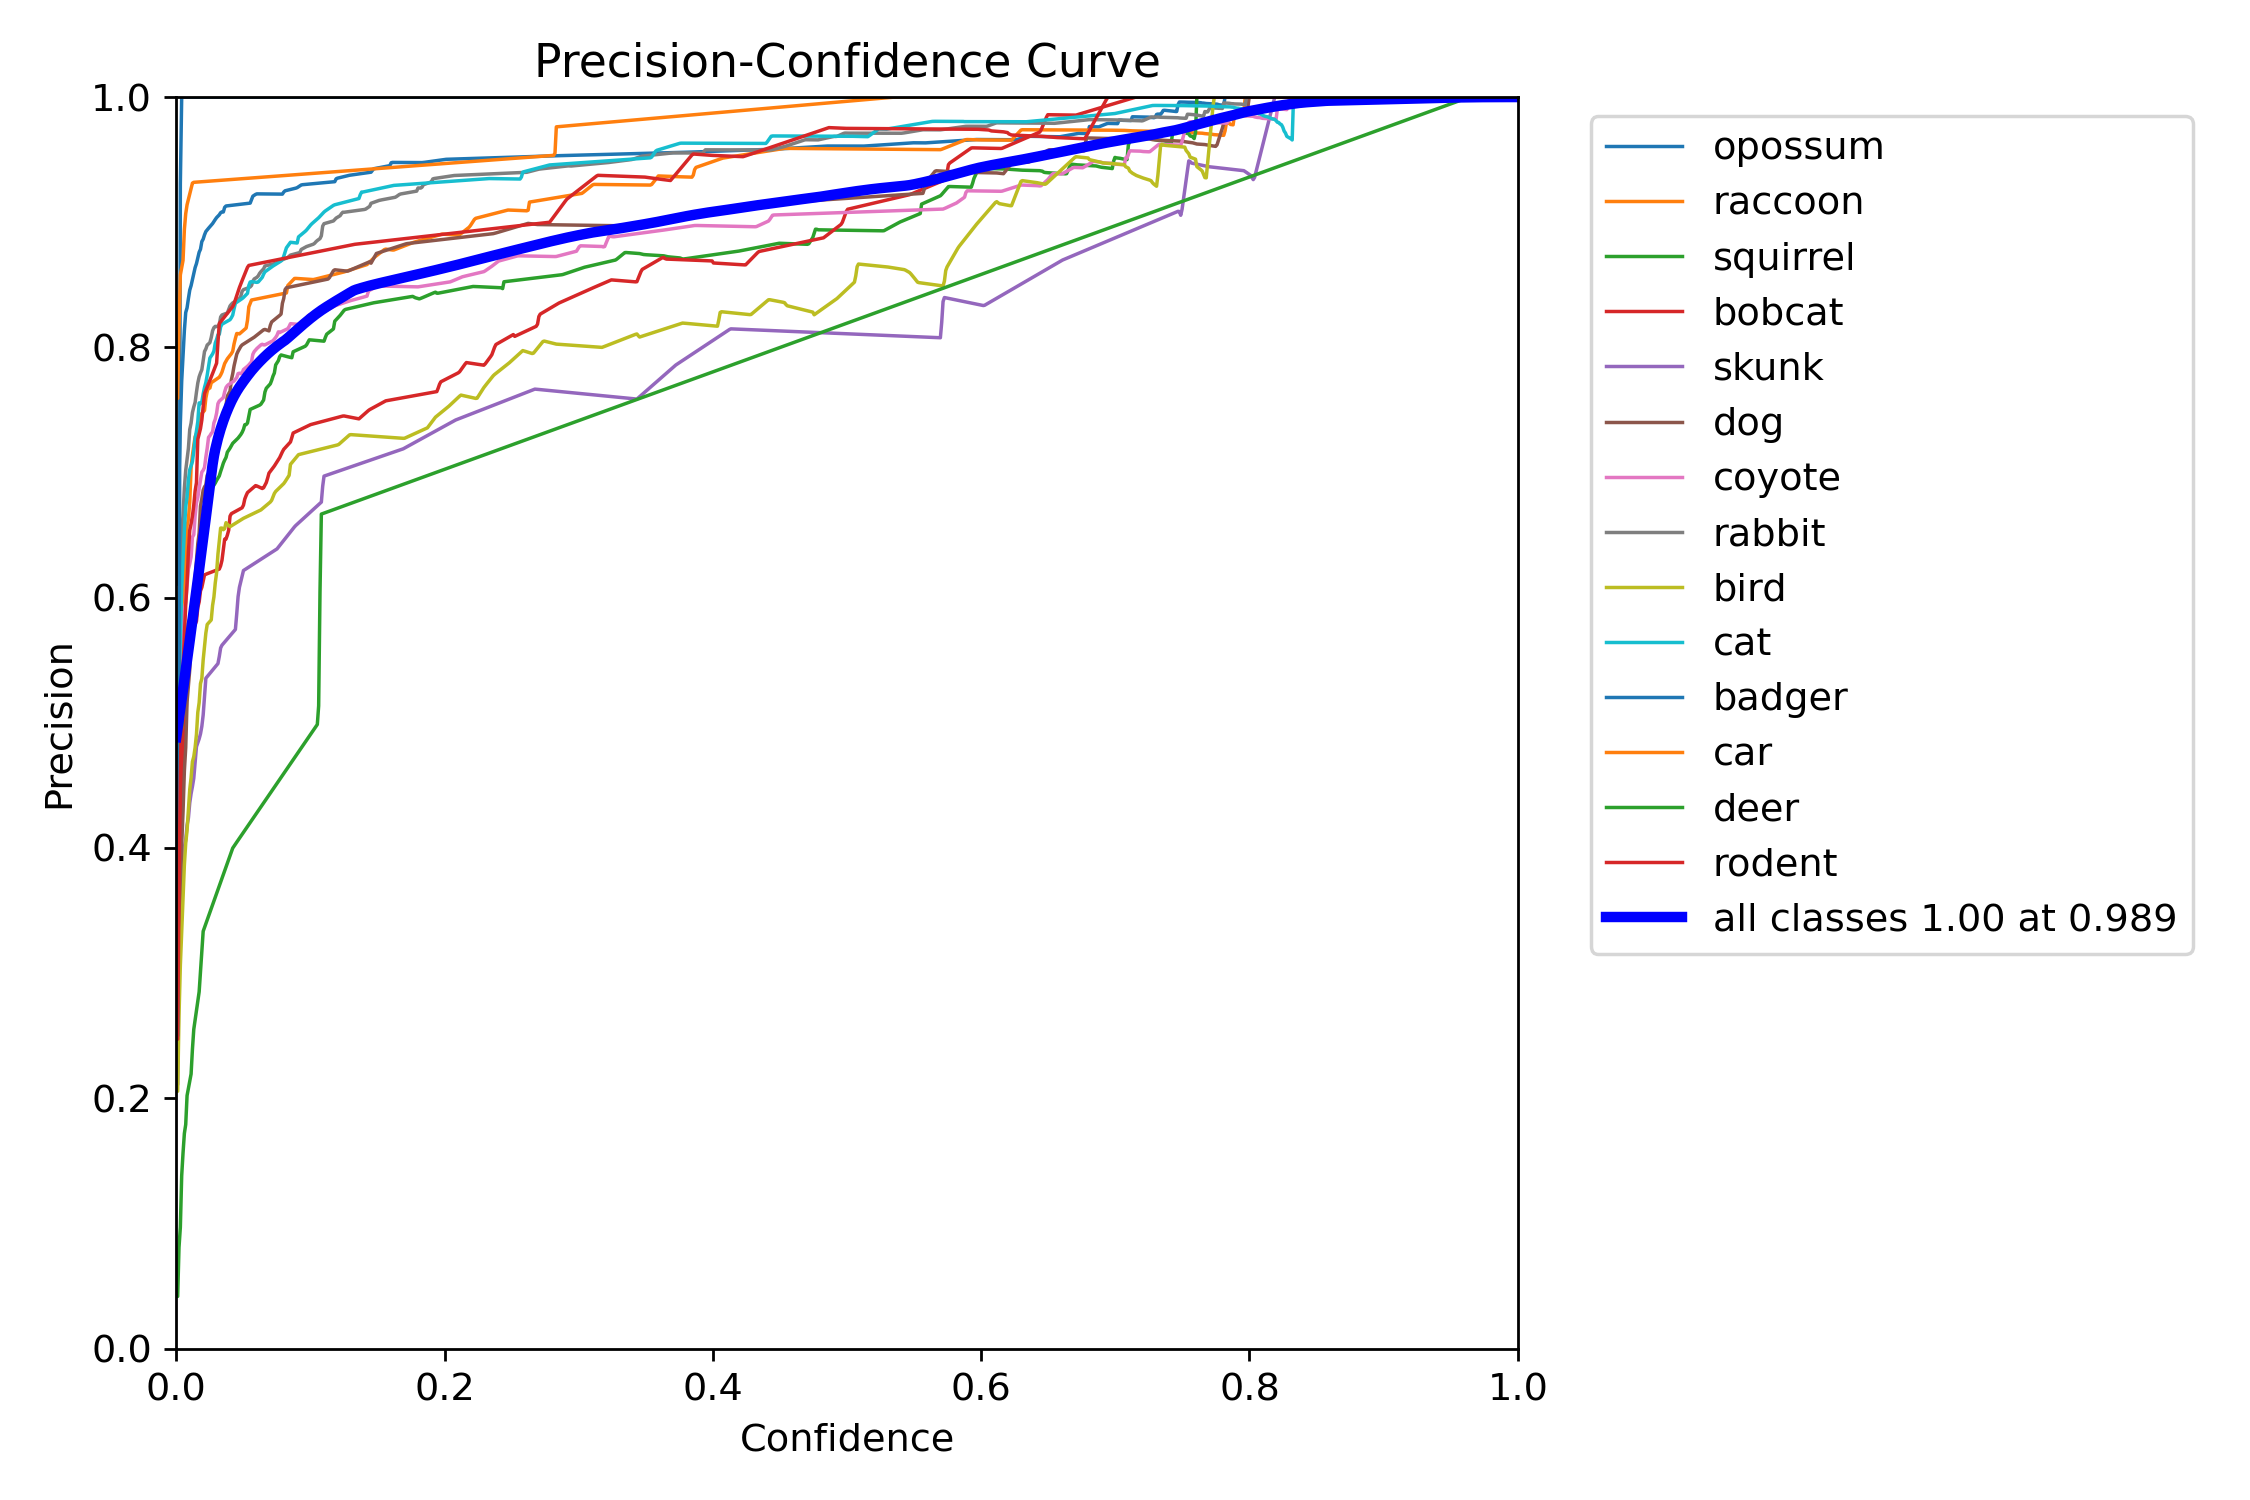 Precision-Confidence Curve
1.0
0.8
0.6
0.4
0.2
0.0
Precision
0.0 0.2 0.4 0.6 0.8 1.0
Confidence
opossum
raccoon
squirrel
bobcat
skunk
dog
coyote
rabbit
bird
cat
badger
car
deer
rodent
all classes 1.00 at 0.989